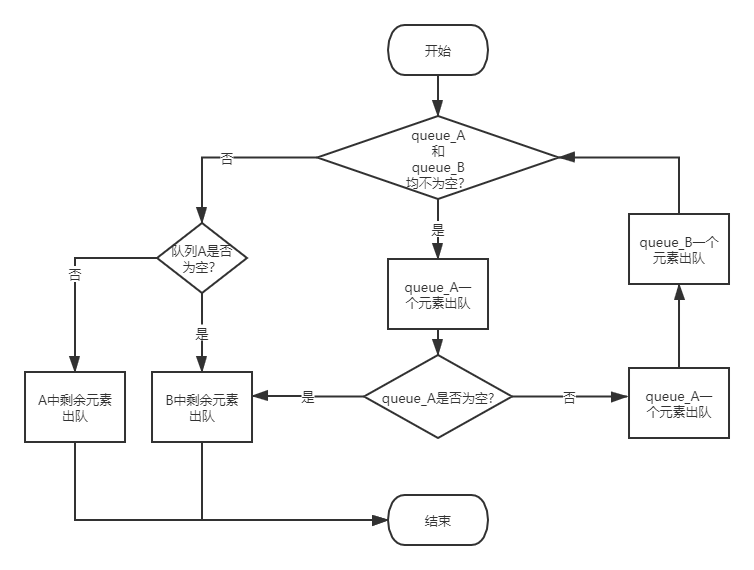 开始
queue_A
和
queue_B
均不为空?
否
是
队列A是否
为空?
否
是
queue_A一
个元素出队
queue_B一个
元素出队
A中剩余元素
出队
B中剩余元素
出队
是
queue_A是否为空?
否
queue_A一
个元素出队
结束